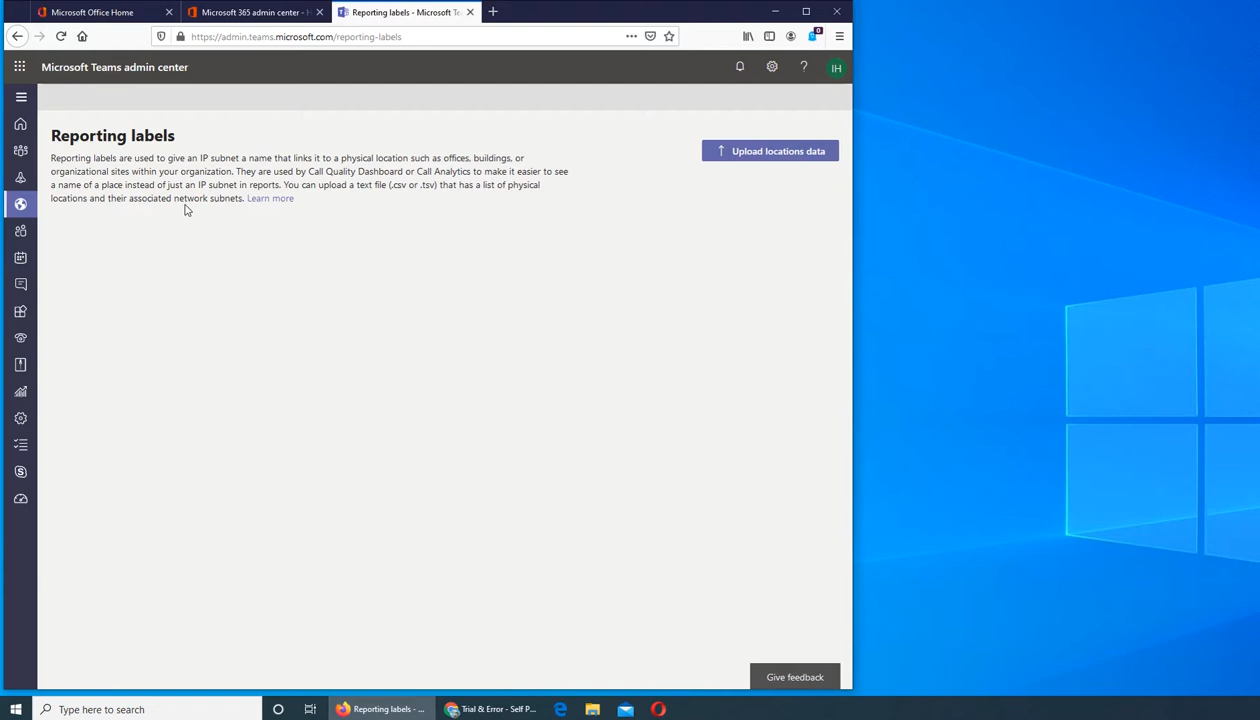 Microsoft Office Home
Microsoft 365 admin center - H
Reporting labels - Microsoft Te
https://admin.teams.microsoft.com/reporting-labels
0
Microsoft Teams admin center
IH
Reporting labels
Reporting labels are used to give an IP subnet a name that links it to a physical location such as offices, buildings, or
organizational sites within your organization. They are used by Call Quality Dashboard or Call Analytics to make it easier to see
a name of a place instead of just an IP subnet in reports. You can upload a text file (.csv or .tsv) that has a list of physical
locations and their associated network subnets. Learn more
Upload locations data
Give feedback
Type here to search
Reporting labels - ...
Trial & Error - Self P...